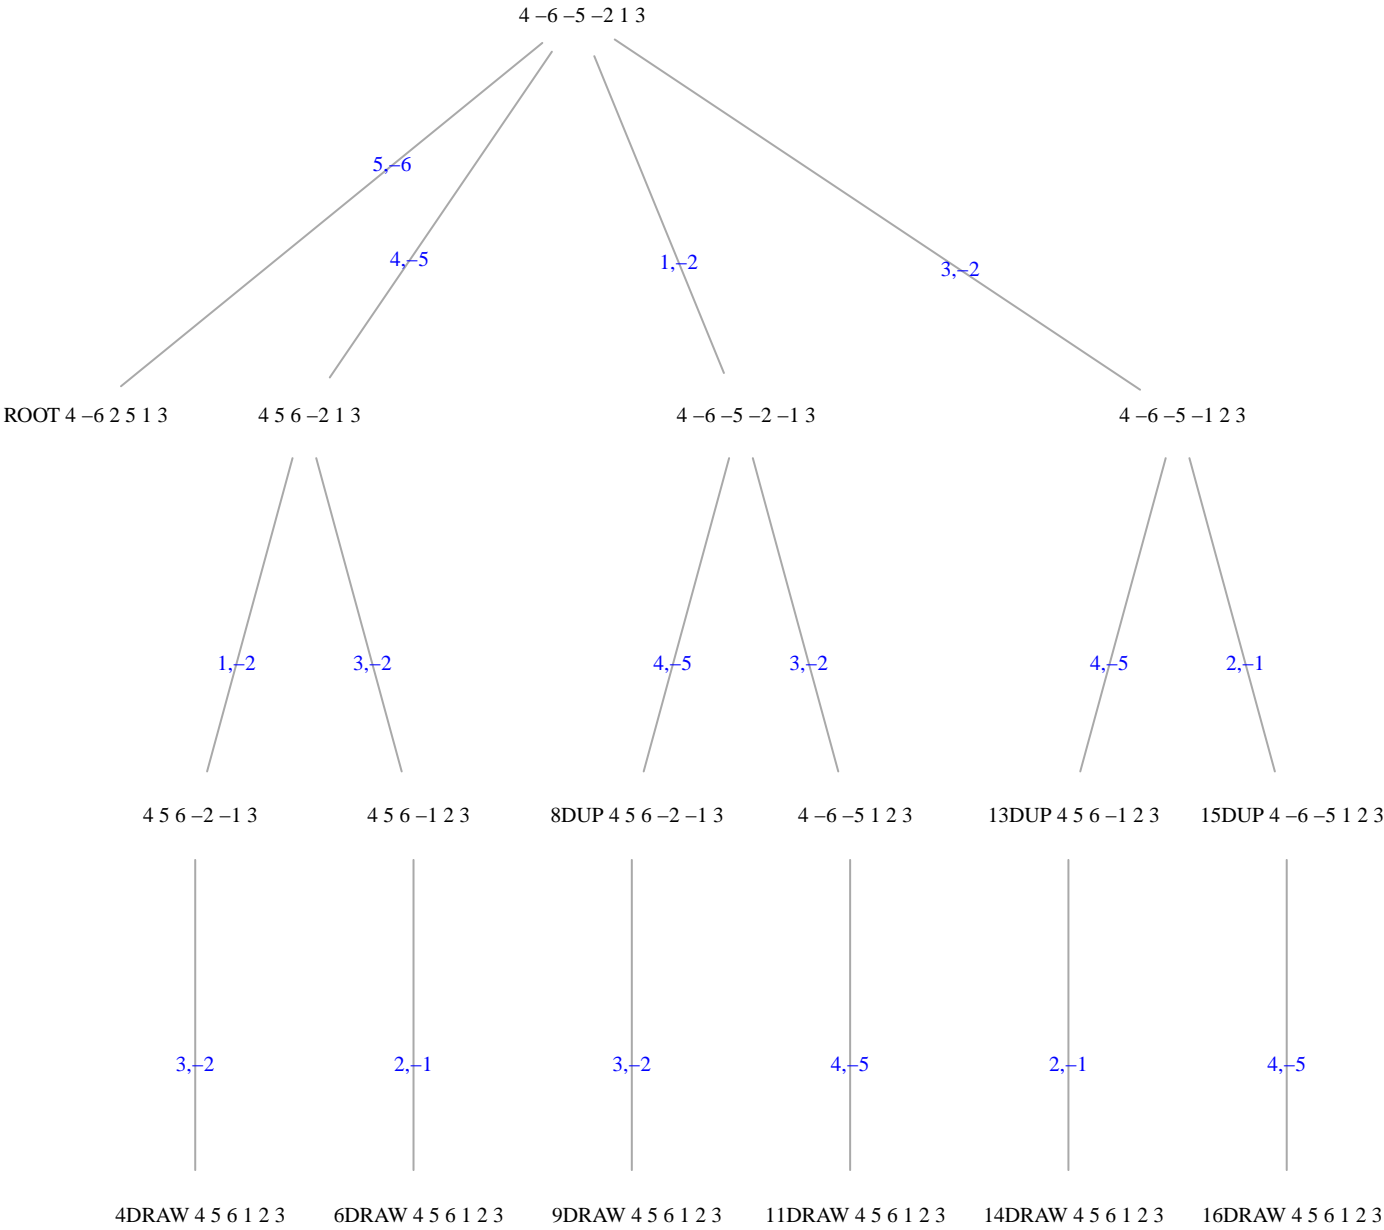 4 –6 –5 –2 1 3
5,–6
4,–5
1,–2
3,–2
ROOT 4 –6 2 5 1 3
4 5 6 –2 1 3
4 –6 –5 –2 –1 3
4 –6 –5 –1 2 3
1,–2
3,–2
4,–5
3,–2
4,–5
2,–1
4 5 6 –2 –1 3
4 5 6 –1 2 3
8DUP 4 5 6 –2 –1 3
4 –6 –5 1 2 3
13DUP 4 5 6 –1 2 3
15DUP 4 –6 –5 1 2 3
3,–2
2,–1
3,–2
4,–5
2,–1
4,–5
4DRAW 4 5 6 1 2 3
6DRAW 4 5 6 1 2 3
9DRAW 4 5 6 1 2 3
11DRAW 4 5 6 1 2 3
14DRAW 4 5 6 1 2 3
16DRAW 4 5 6 1 2 3